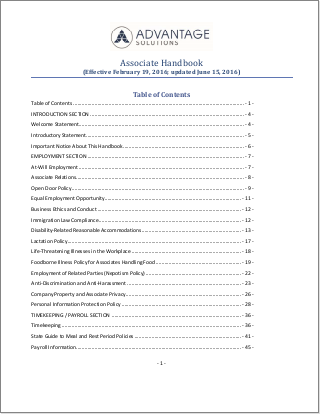 ADVANTAGE
SOLUTIONS
Associate Handbook
(Effective February 19, 2016; updated June 15, 2016)
Table of Contents
Table of Contents - 1 -
INTRODUCTION SECTION - 4 -
Welcome Statement - 4 -
Introductory Statement - 5 -
Important Notice About This Handbook - 6 -
EMPLOYMENT SECTION - 7 -
At-Will Employment - 7 -
Associate Relations - 8 -
Open Door Policy - 9 -
Equal Employment Opportunity - 11 -
Business Ethics and Conduct - 12 -
Immigration Law Compliance - 12 -
Disability-Related Reasonable Accommodations - 13 -
Lactation Policy - 17 -
Life-Threatening Illnesses in the Workplace - 18 -
Foodborne Illness Policy for Associates Handling Food - 19 -
Employment of Related Parties (Nepotism Policy) - 22 -
Anti-Discrimination and Anti-Harassment - 23 -
Company Property and Associate Privacy - 26 -
Personal Information Protection Policy - 28 -
TIMEKEEPING / PAYROLL SECTION - 36 -
Timekeeping - 36 -
State Guide to Meal and Rest Period Policies - 41 -
Payroll Information - 45 -
- 1 -